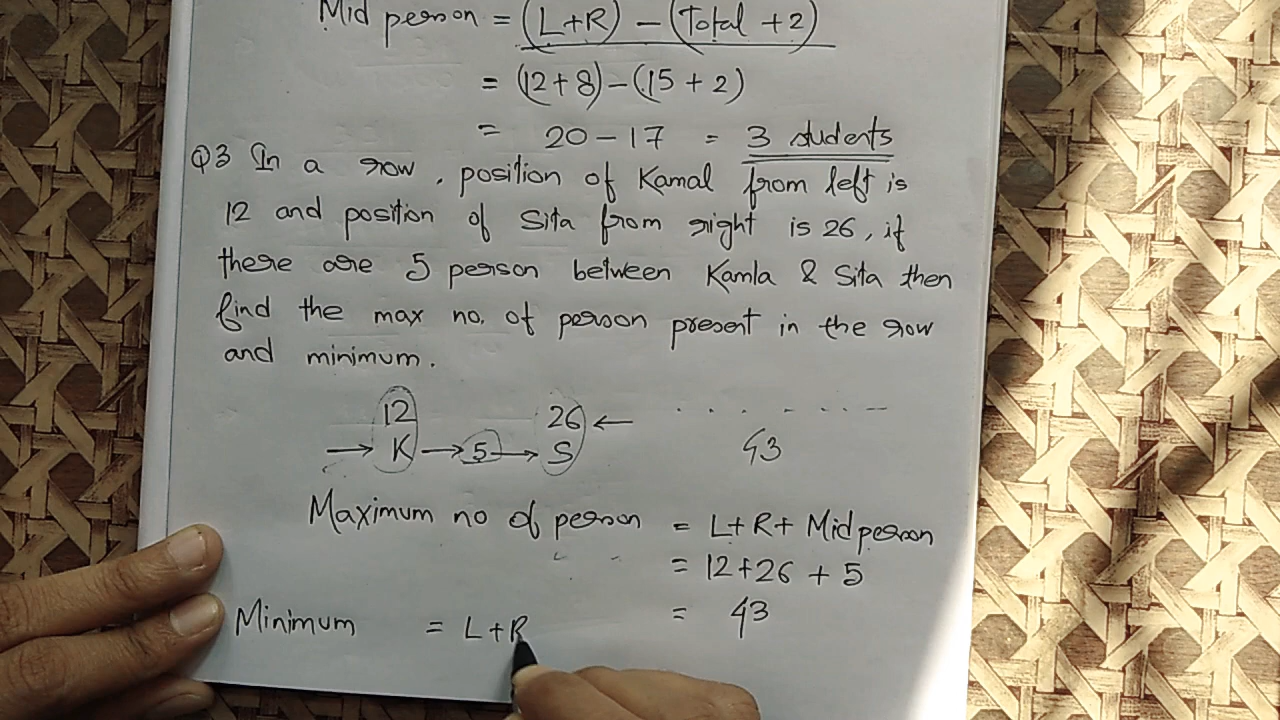 Mid person = (L+R) - (Total +2)
= (12+8)-(15+2)
= 20-17 = 3 students
Q3 In a row, position of Kamal from left is
12 and position of Sita from right is 26, if
there are 5 person between Kamla & Sita then
find the max no. of person present in the row
and minimum.
12 26 ← . . . . . . . —
→ K → 5 → S 43
Maximum no of person = L+R+ Mid person
= 12+26 + 5
= 43
Minimum = L+R